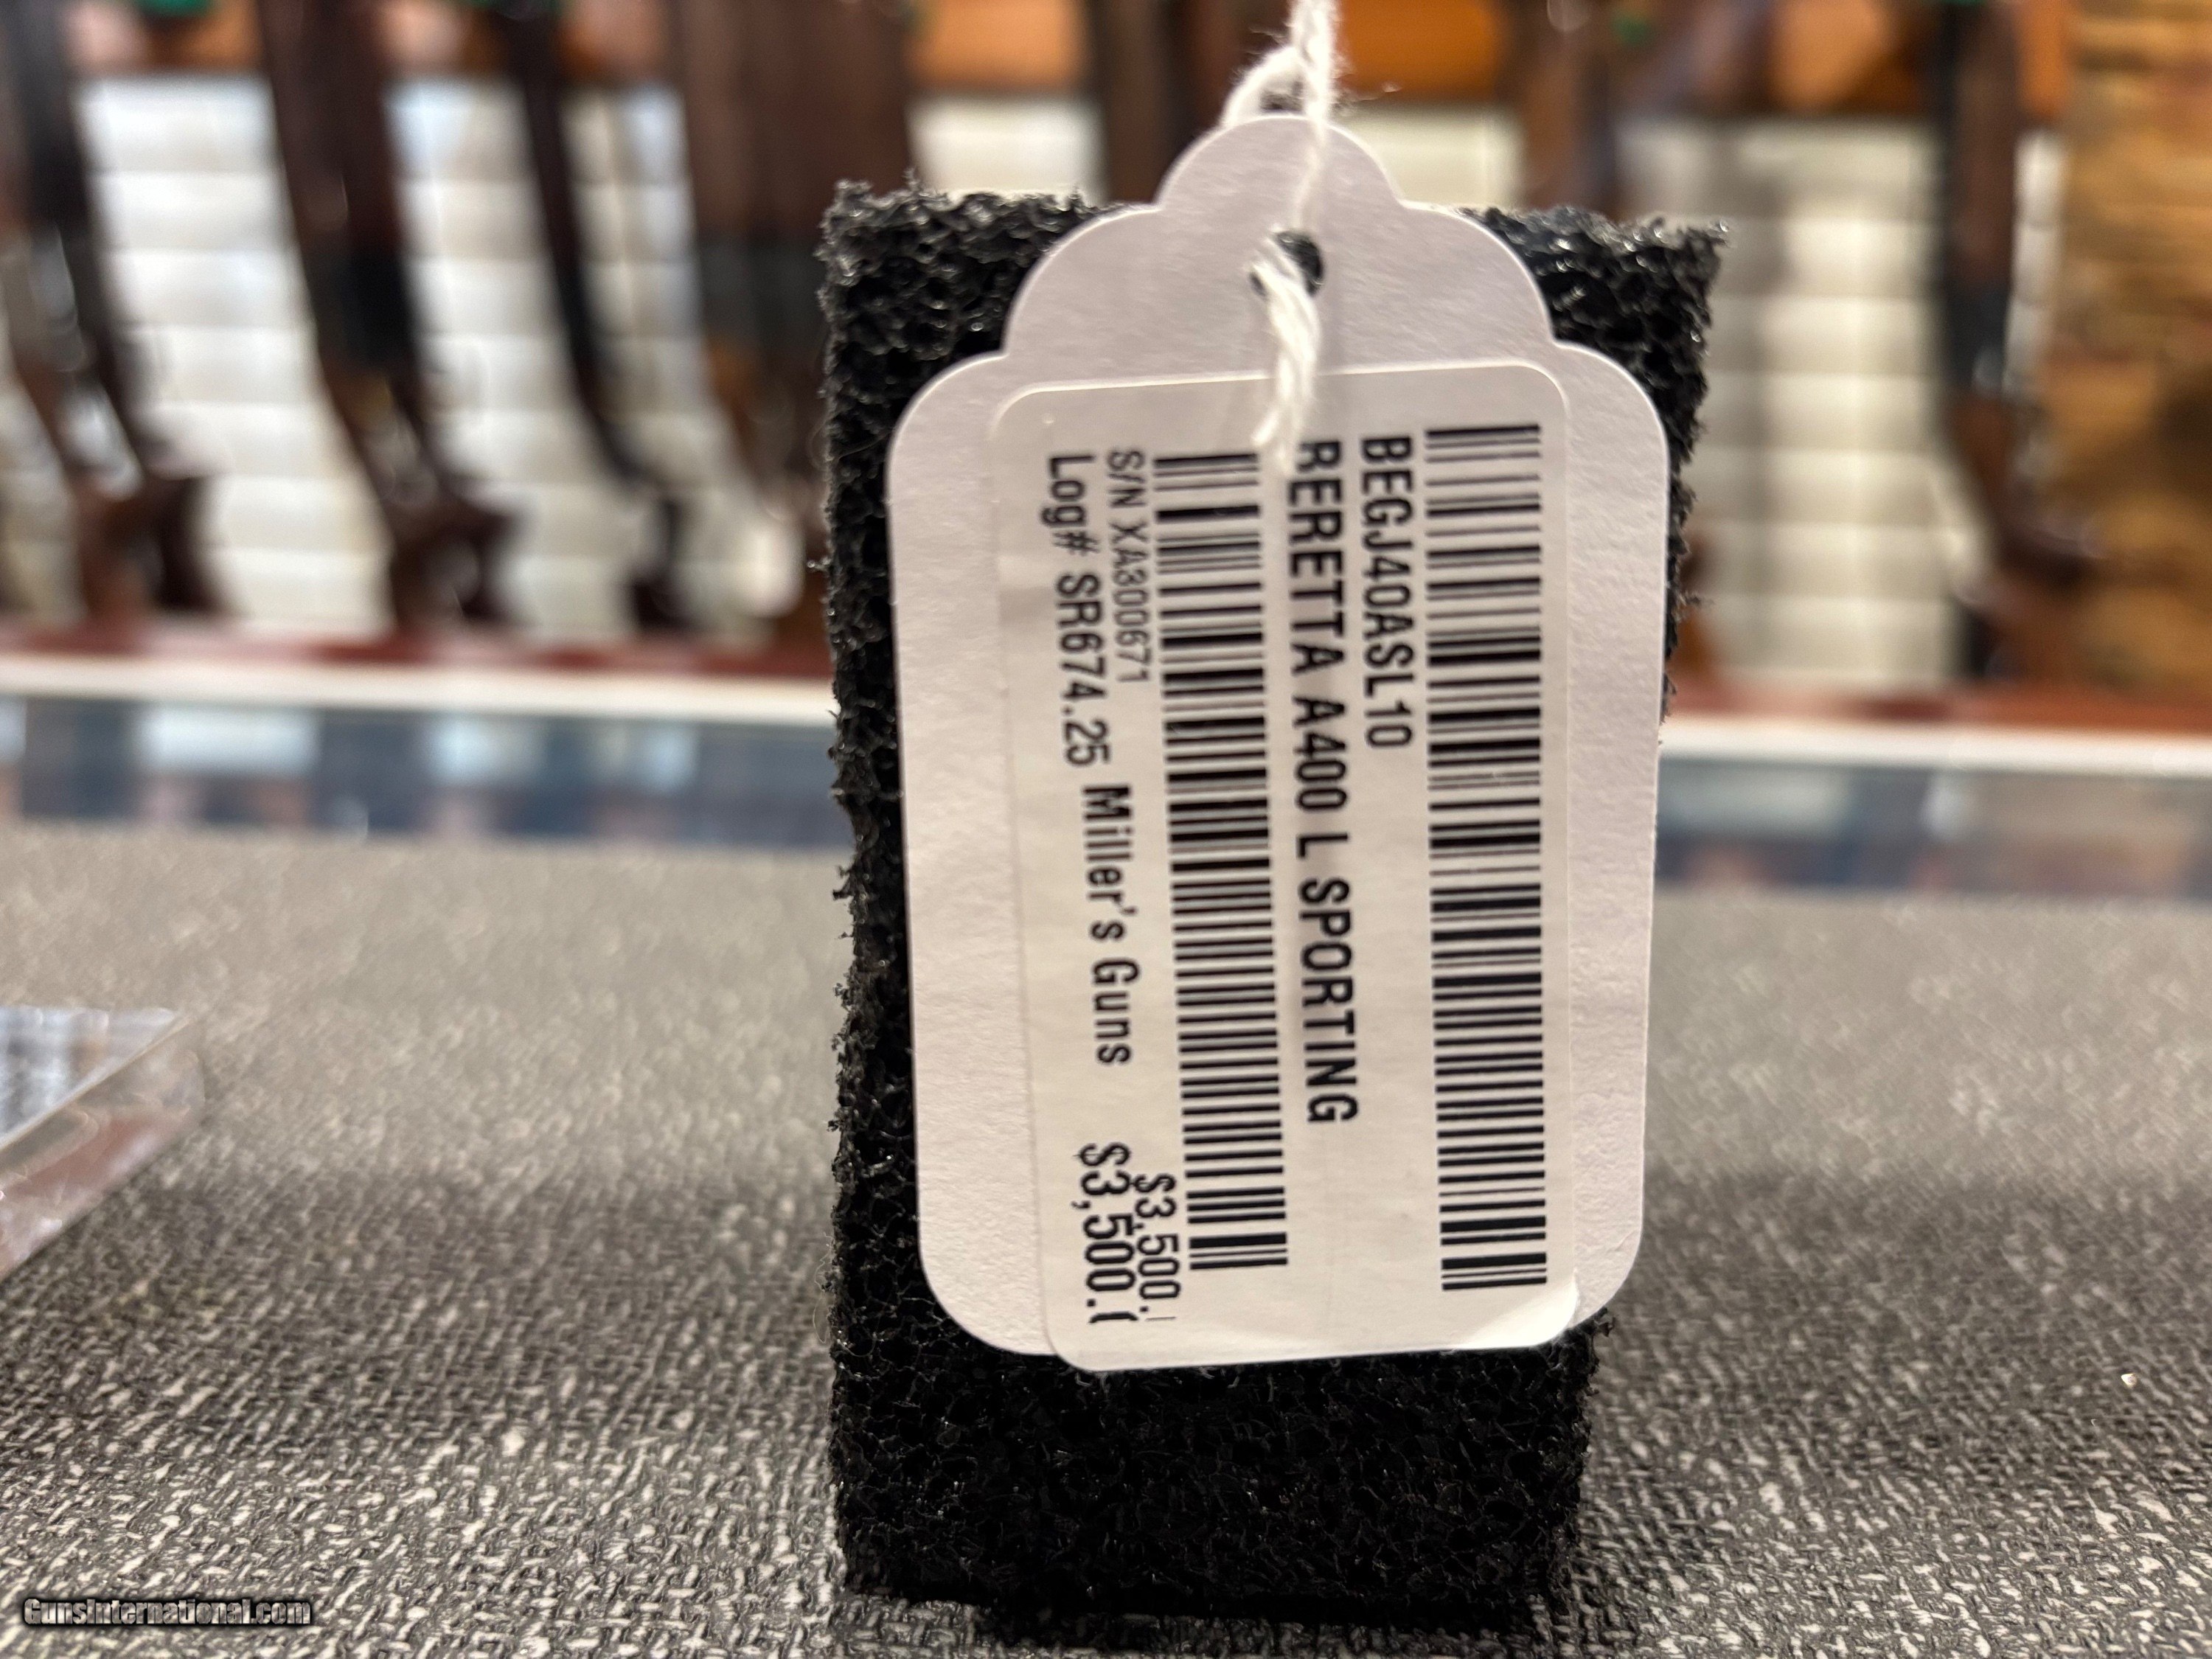 BEGJ40ASL10
BERETTA A400 L SPORTING
S/N XA300671
$3,500.
Log# SR674.25 Miller's Guns $3,500.(
GunsInternational.com